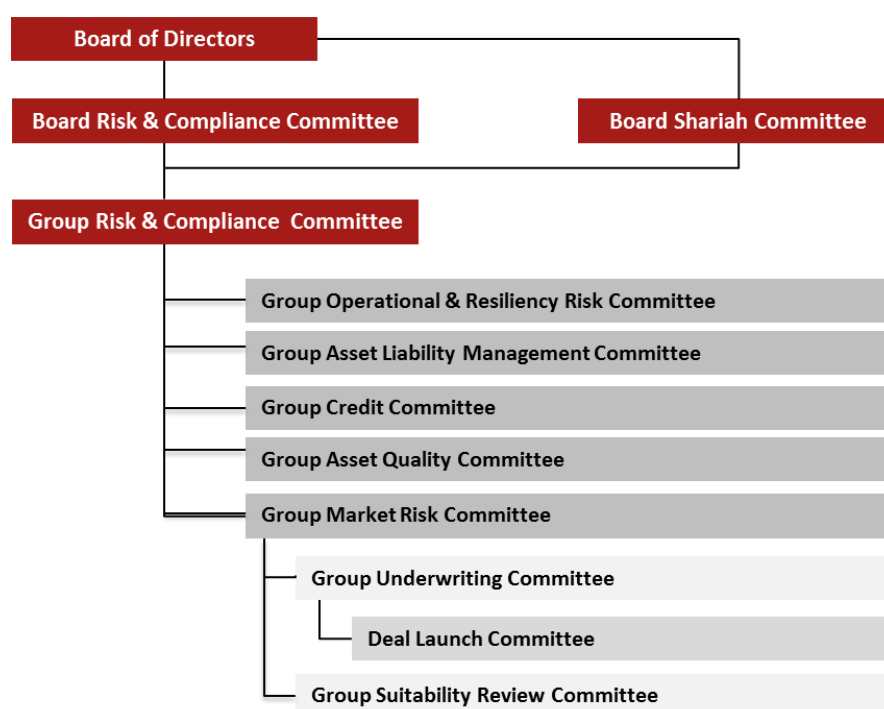 Board of Directors
Board Risk & Compliance Committee
Board Shariah Committee
Group Risk & Compliance Committee
Group Operational & Resiliency Risk Committee
Group Asset Liability Management Committee
Group Credit Committee
Group Asset Quality Committee
Group Market Risk Committee
Group Underwriting Committee
Deal Launch Committee
Group Suitability Review Committee